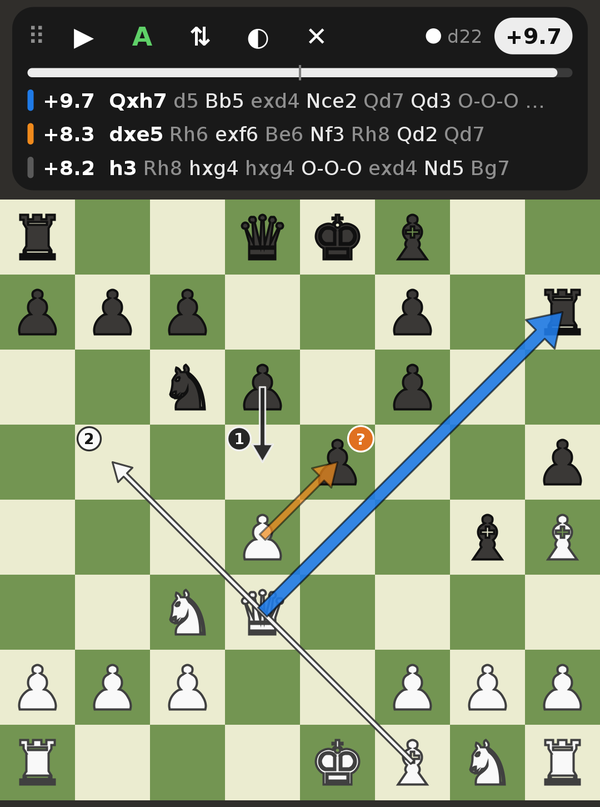 A d22 +9.7
+9.7 Qxh7 d5 Bb5 exd4 Nce2 Qd7 Qd3 O-O-O ...
+8.3 dxe5 Rh6 exf6 Be6 Nf3 Rh8 Qd2 Qd7
+8.2 h3 Rh8 hxg4 hxg4 O-O-O exd4 Nd5 Bg7
2 1 ?